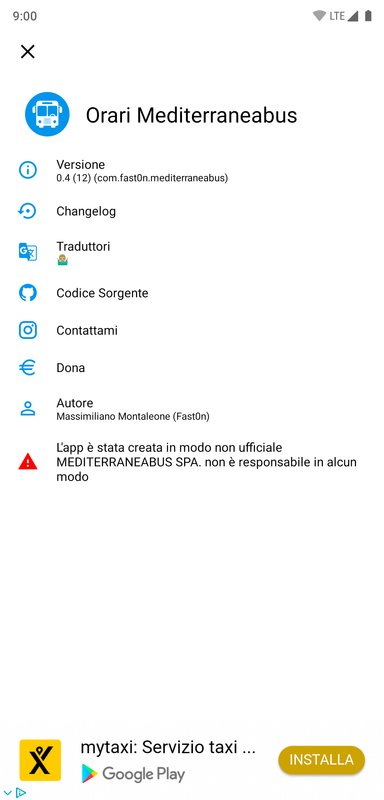 9:00
LTE
Orari Mediterraneabus
Versione
0.4 (12) (com.fast0n.mediterraneabus)
Changelog
Traduttori
Codice Sorgente
Contattami
Dona
Autore
Massimiliano Montaleone (Fast0n)
L'app è stata creata in modo non ufficiale
MEDITERRANEABUS SPA. non è responsabile in alcun
modo
mytaxi: Servizio taxi ...
Google Play
INSTALLA